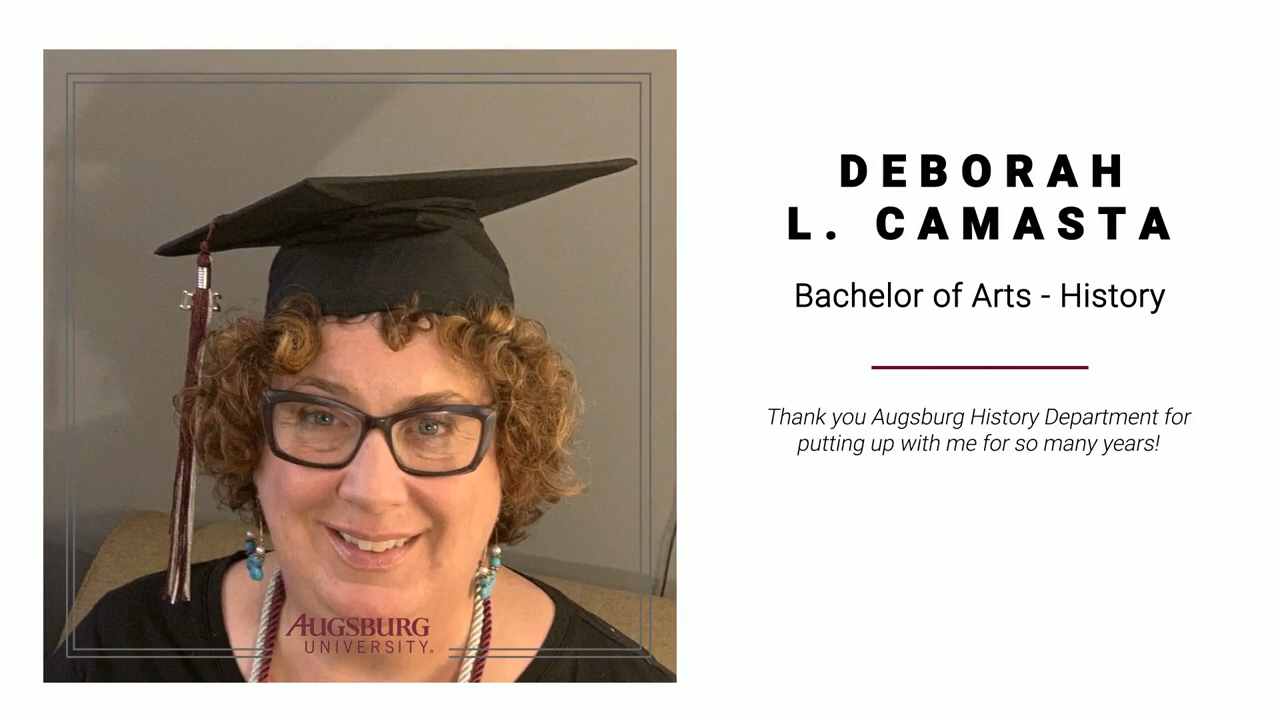 DEBORAH
L. CAMASTA
Bachelor of Arts - History
Thank you Augsburg History Department for
putting up with me for so many years!
AUGSBURG
UNIVERSITY.